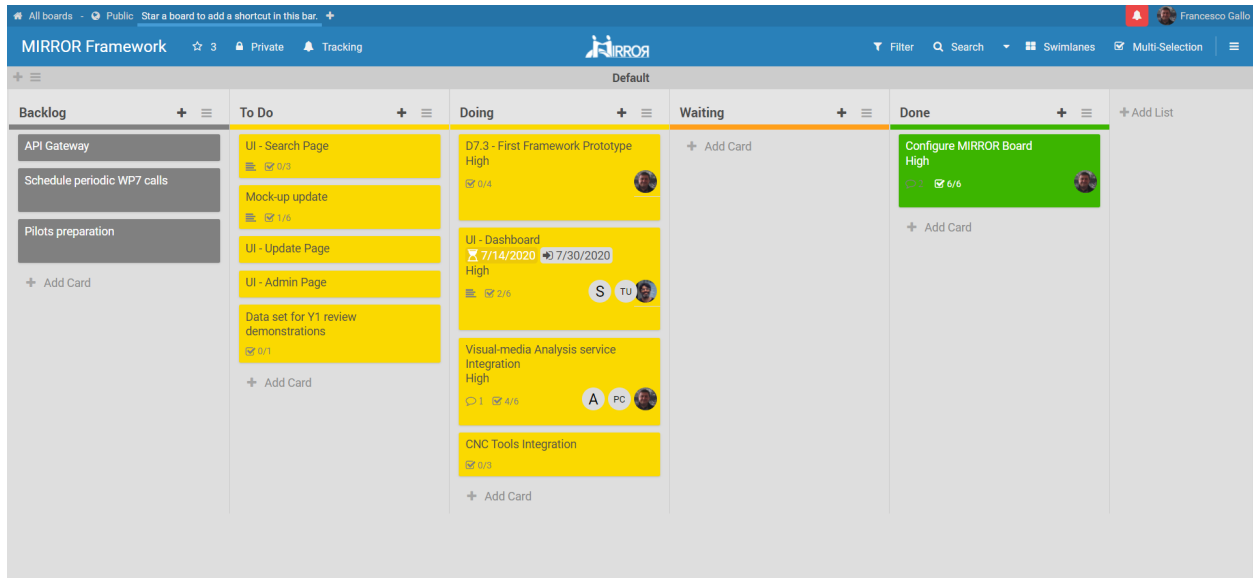 All boards - Public Star a board to add a shortcut in this bar.
Francesco Gallo
MIRROR Framework 3 Private Tracking
MIRROR
Filter Search Swimlanes Multi-Selection
Default
Backlog
API Gateway
Schedule periodic WP7 calls
Pilots preparation
Add Card
To Do
UI - Search Page
0/3
Mock-up update
1/6
UI - Update Page
UI - Admin Page
Data set for Y1 review
demonstrations
0/1
Add Card
Doing
D7.3 - First Framework Prototype
High
0/4
UI - Dashboard
7/14/2020 7/30/2020
High
2/6 S TU
Visual-media Analysis service
Integration
High
1 4/6 A PC
CNC Tools Integration
0/3
Add Card
Waiting
Add Card
Done
Configure MIRROR Board
High
6/6
Add Card
Add List